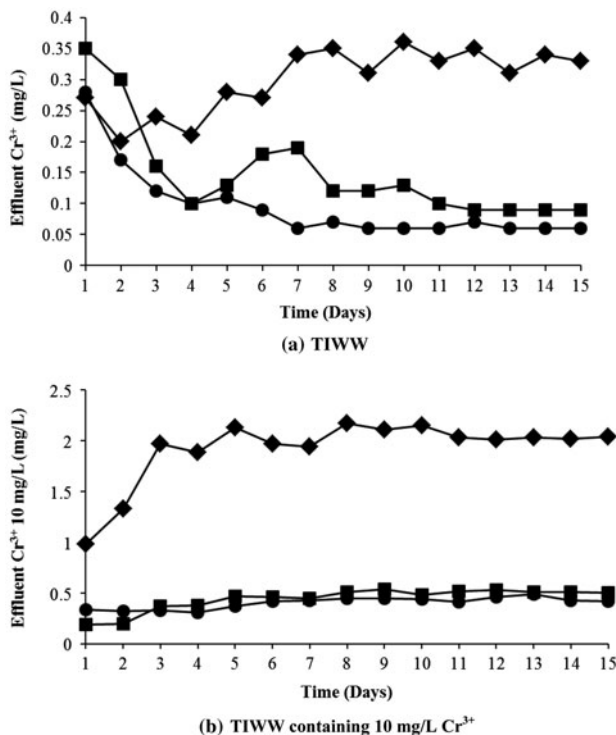 Effluent Cr³⁺ (mg/L)
0.4
0.35
0.3
0.25
0.2
0.15
0.1
0.05
0
1 2 3 4 5 6 7 8 9 10 11 12 13 14 15
Time (Days)
(a) TIWW
Effluent Cr³⁺ 10 mg/L (mg/L)
2.5
2
1.5
1
0.5
0
1 2 3 4 5 6 7 8 9 10 11 12 13 14 15
Time (Days)
(b) TIWW containing 10 mg/L Cr³⁺